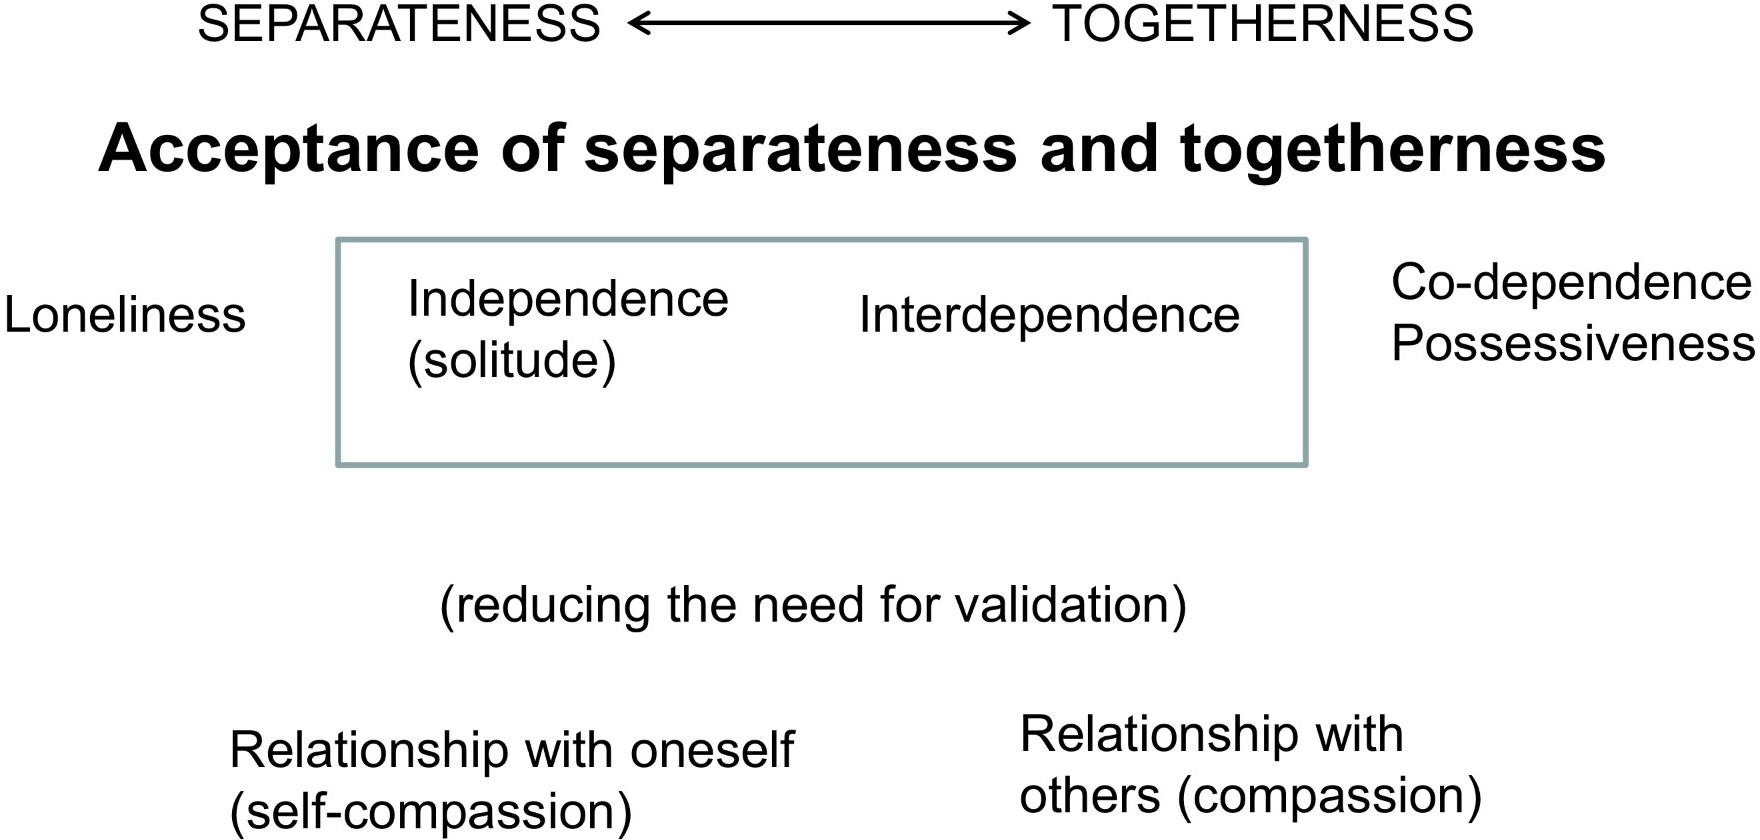 SEPARATENESS TOGETHERNESS
Acceptance of separateness and togetherness
Loneliness
Independence
(solitude)
Interdependence
Co-dependence
Possessiveness
(reducing the need for validation)
Relationship with oneself
(self-compassion)
Relationship with
others (compassion)